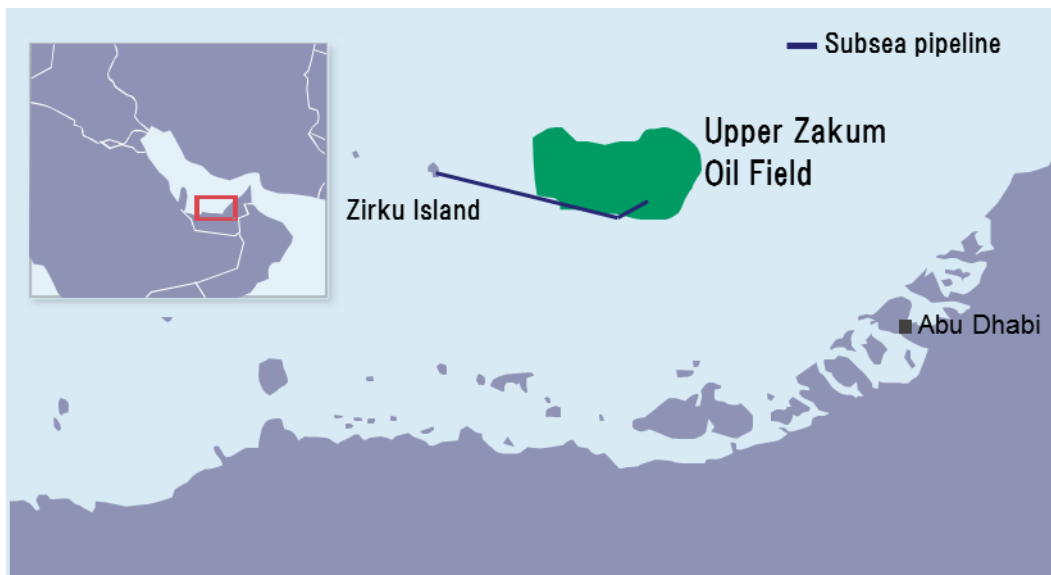 Subsea pipeline
Upper Zakum
Oil Field
Zirku Island
Abu Dhabi